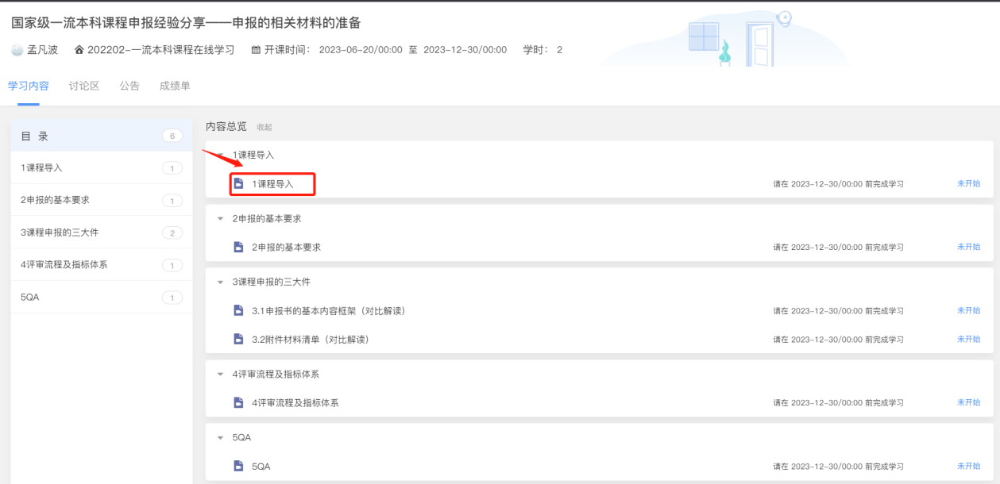 国家级一流本科课程申报经验分享——申报的相关材料的准备
孟凡波 202202-一流本科课程在线学习 开课时间： 2023-06-20/00:00 至 2023-12-30/00:00 学时： 2
学习内容 讨论区 公告 成绩单
目 录 6
1课程导入 1
2申报的基本要求 1
3课程申报的三大件 2
4评审流程及指标体系 1
5QA 1
内容总览 收起
1课程导入
1课程导入 请在 2023-12-30/00:00 前完成学习 未开始
2申报的基本要求
2申报的基本要求 请在 2023-12-30/00:00 前完成学习 未开始
3课程申报的三大件
3.1申报书的基本内容框架（对比解读） 请在 2023-12-30/00:00 前完成学习 未开始
3.2附件材料清单（对比解读） 请在 2023-12-30/00:00 前完成学习 未开始
4评审流程及指标体系
4评审流程及指标体系 请在 2023-12-30/00:00 前完成学习 未开始
5QA
5QA 请在 2023-12-30/00:00 前完成学习 未开始